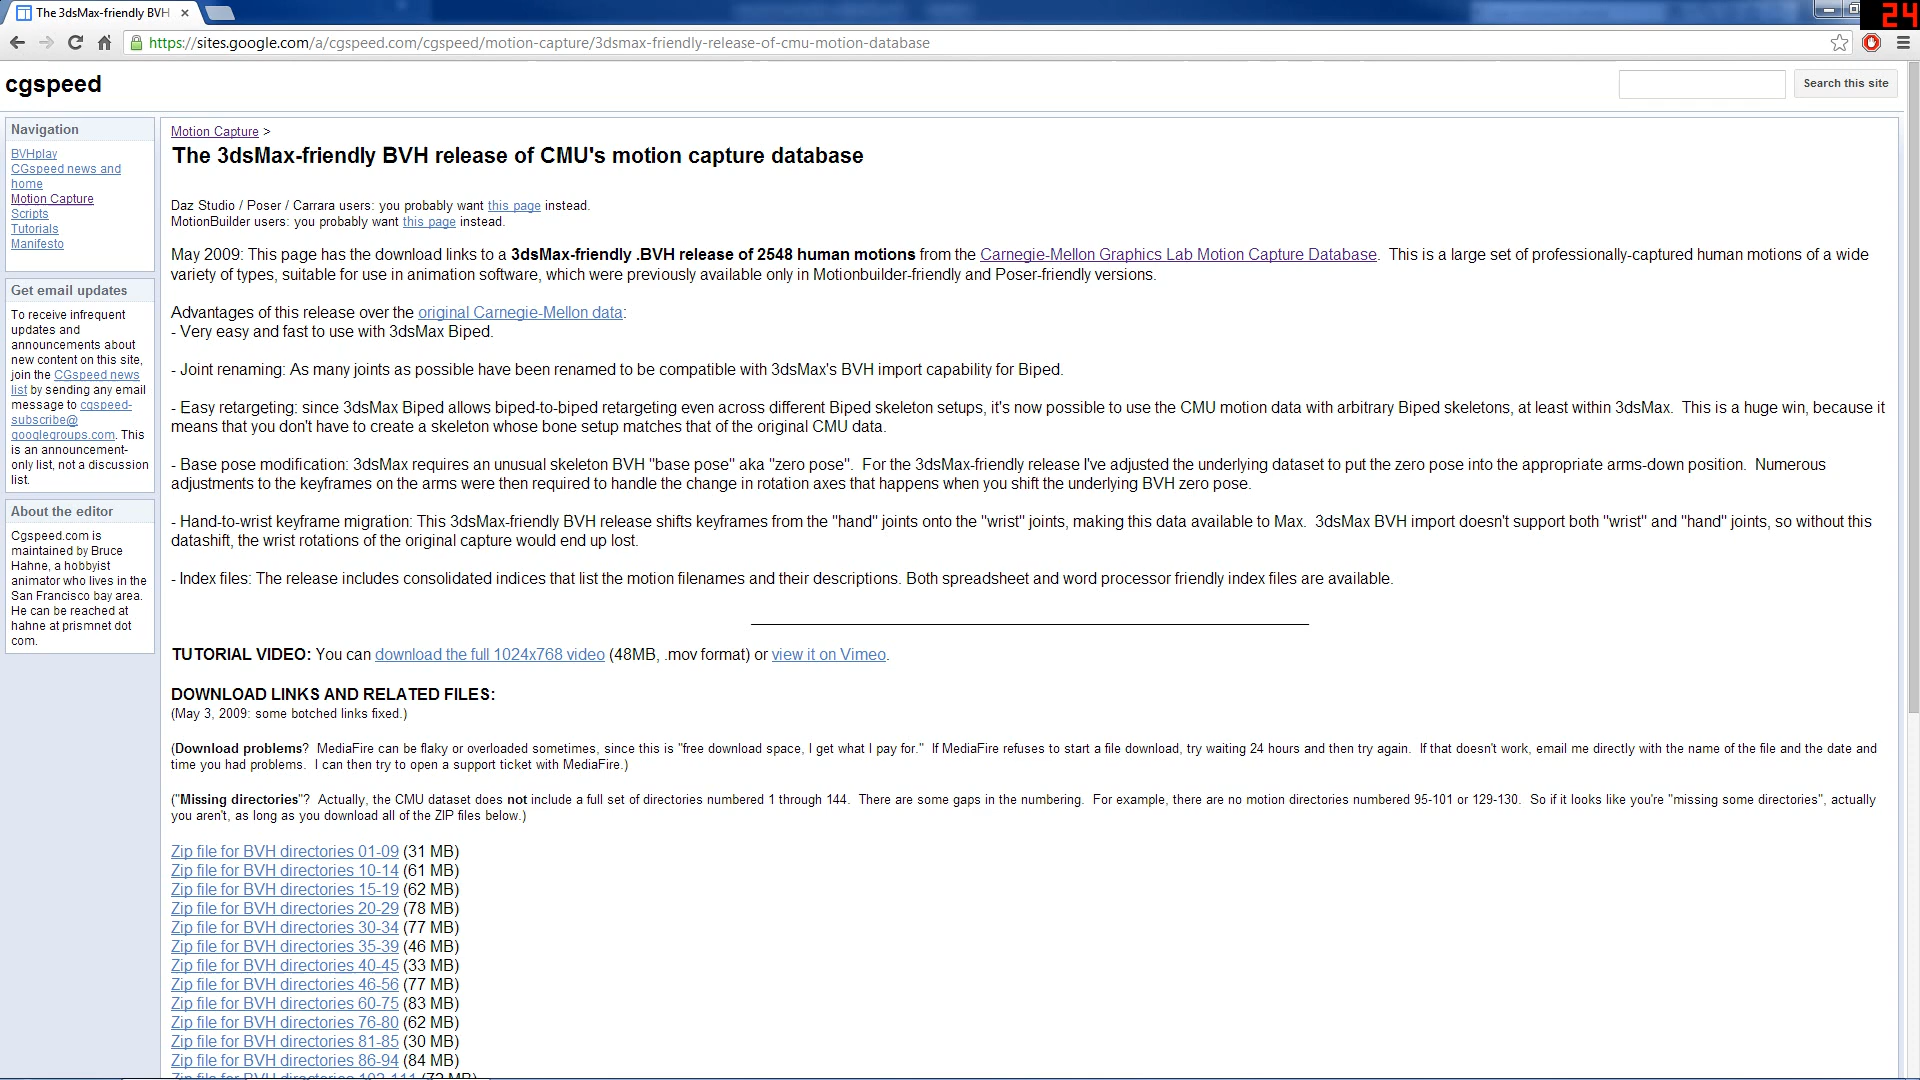 The 3dsMax-friendly BVH
24
https://sites.google.com/a/cgspeed.com/cgspeed/motion-capture/3dsmax-friendly-release-of-cmu-motion-database
cgspeed
Search this site
Navigation
BVHplay
CGspeed news and
home
Motion Capture
Scripts
Tutorials
Manifesto
Get email updates
To receive infrequent
updates and
announcements about
new content on this site,
join the CGspeed news
list by sending any email
message to cgspeed-
subscribe@
googlegroups.com. This
is an announcement-
only list, not a discussion
list.
About the editor
Cgspeed.com is
maintained by Bruce
Hahne, a hobbyist
animator who lives in the
San Francisco bay area.
He can be reached at
hahne at prismnet dot
com.
Motion Capture >
The 3dsMax-friendly BVH release of CMU's motion capture database
Daz Studio / Poser / Carrara users: you probably want this page instead.
MotionBuilder users: you probably want this page instead.
May 2009: This page has the download links to a 3dsMax-friendly .BVH release of 2548 human motions from the Carnegie-Mellon Graphics Lab Motion Capture Database.  This is a large set of professionally-captured human motions of a wide
variety of types, suitable for use in animation software, which were previously available only in Motionbuilder-friendly and Poser-friendly versions.
Advantages of this release over the original Carnegie-Mellon data:
- Very easy and fast to use with 3dsMax Biped.
- Joint renaming: As many joints as possible have been renamed to be compatible with 3dsMax's BVH import capability for Biped.
- Easy retargeting: since 3dsMax Biped allows biped-to-biped retargeting even across different Biped skeleton setups, it's now possible to use the CMU motion data with arbitrary Biped skeletons, at least within 3dsMax.  This is a huge win, because it
means that you don't have to create a skeleton whose bone setup matches that of the original CMU data.
- Base pose modification: 3dsMax requires an unusual skeleton BVH "base pose" aka "zero pose".  For the 3dsMax-friendly release I've adjusted the underlying dataset to put the zero pose into the appropriate arms-down position.  Numerous
adjustments to the keyframes on the arms were then required to handle the change in rotation axes that happens when you shift the underlying BVH zero pose.
- Hand-to-wrist keyframe migration: This 3dsMax-friendly BVH release shifts keyframes from the "hand" joints onto the "wrist" joints, making this data available to Max.  3dsMax BVH import doesn't support both "wrist" and "hand" joints, so without this
datashift, the wrist rotations of the original capture would end up lost.
- Index files: The release includes consolidated indices that list the motion filenames and their descriptions. Both spreadsheet and word processor friendly index files are available.
TUTORIAL VIDEO: You can download the full 1024x768 video (48MB, .mov format) or view it on Vimeo.
DOWNLOAD LINKS AND RELATED FILES:
(May 3, 2009: some botched links fixed.)
(Download problems?  MediaFire can be flaky or overloaded sometimes, since this is "free download space, I get what I pay for."  If MediaFire refuses to start a file download, try waiting 24 hours and then try again.  If that doesn't work, email me directly with the name of the file and the date and
time you had problems.  I can then try to open a support ticket with MediaFire.)
("Missing directories"?  Actually, the CMU dataset does not include a full set of directories numbered 1 through 144.  There are some gaps in the numbering.  For example, there are no motion directories numbered 95-101 or 129-130.  So if it looks like you're "missing some directories", actually
you aren't, as long as you download all of the ZIP files below.)
Zip file for BVH directories 01-09 (31 MB)
Zip file for BVH directories 10-14 (61 MB)
Zip file for BVH directories 15-19 (62 MB)
Zip file for BVH directories 20-29 (78 MB)
Zip file for BVH directories 30-34 (77 MB)
Zip file for BVH directories 35-39 (46 MB)
Zip file for BVH directories 40-45 (33 MB)
Zip file for BVH directories 46-56 (77 MB)
Zip file for BVH directories 60-75 (83 MB)
Zip file for BVH directories 76-80 (62 MB)
Zip file for BVH directories 81-85 (30 MB)
Zip file for BVH directories 86-94 (84 MB)
Zip file for BVH directories 102-111 (72 MB)